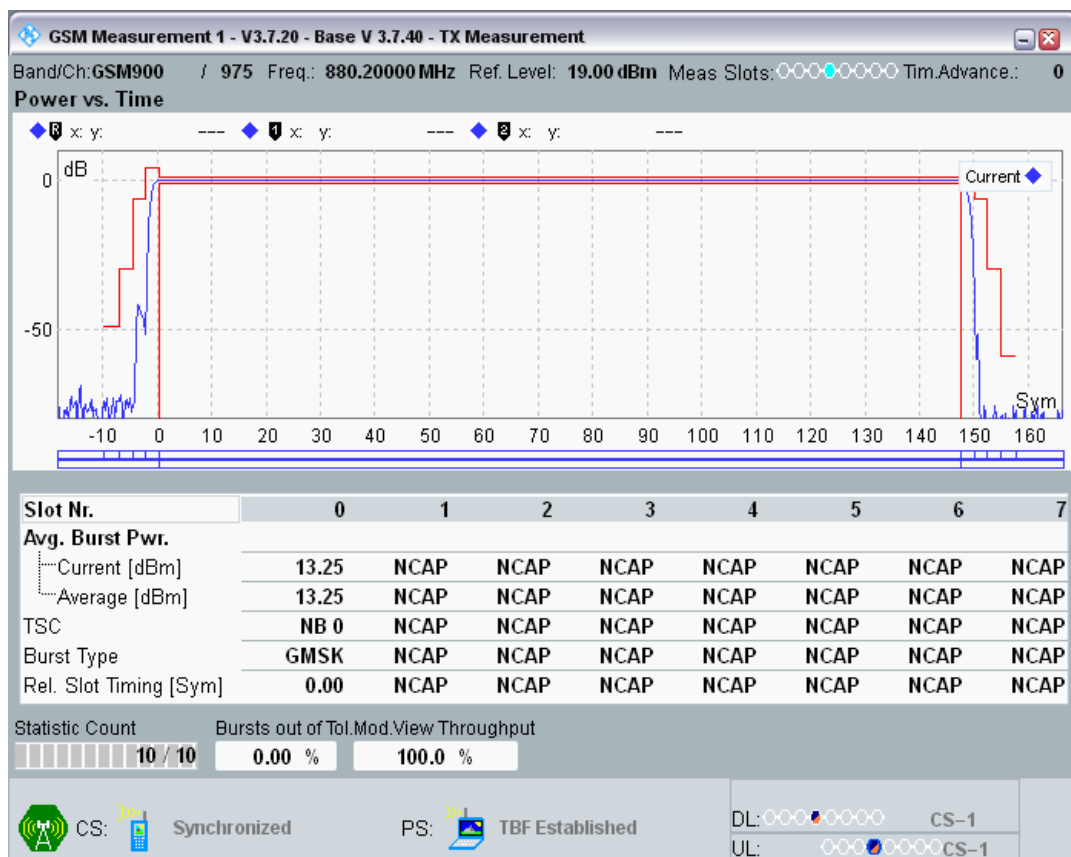 GSM Measurement 1 - V3.7.20 - Base V 3.7.40 - TX Measurement
Band/Ch:GSM900 / 975 Freq.: 880.20000 MHz Ref. Level: 19.00 dBm Meas Slots: Tim.Advance.: 0
Power vs. Time
R x: y: --- 1 x: y: --- 2 x: y: ---
dB
Current
0
-50
Sym
-10 0 10 20 30 40 50 60 70 80 90 100 110 120 130 140 150 160
Slot Nr. 0 1 2 3 4 5 6 7
Avg. Burst Pwr.
Current [dBm] 13.25 NCAP NCAP NCAP NCAP NCAP NCAP NCAP
Average [dBm] 13.25 NCAP NCAP NCAP NCAP NCAP NCAP NCAP
TSC NB 0 NCAP NCAP NCAP NCAP NCAP NCAP NCAP
Burst Type GMSK NCAP NCAP NCAP NCAP NCAP NCAP NCAP
Rel. Slot Timing [Sym] 0.00 NCAP NCAP NCAP NCAP NCAP NCAP NCAP
Statistic Count Bursts out of Tol.Mod.View Throughput
10 / 10 0.00 % 100.0 %
CS: Synchronized PS: TBF Established DL: CS-1
UL: CS-1